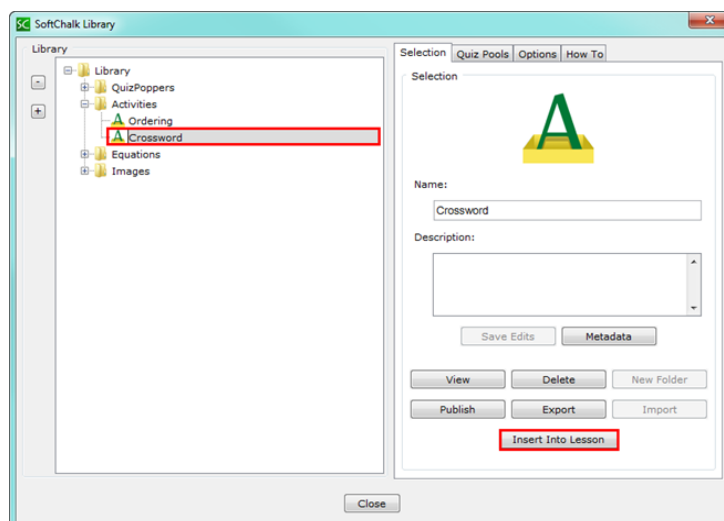 SC SoftChalk Library
x
Library
-
+
Library
QuizPoppers
Activities
A Ordering
A Crossword
Equations
Images
Selection Quiz Pools Options How To
Selection
A
Name:
Crossword
Description:
Save Edits Metadata
View Delete New Folder
Publish Export Import
Insert Into Lesson
Close